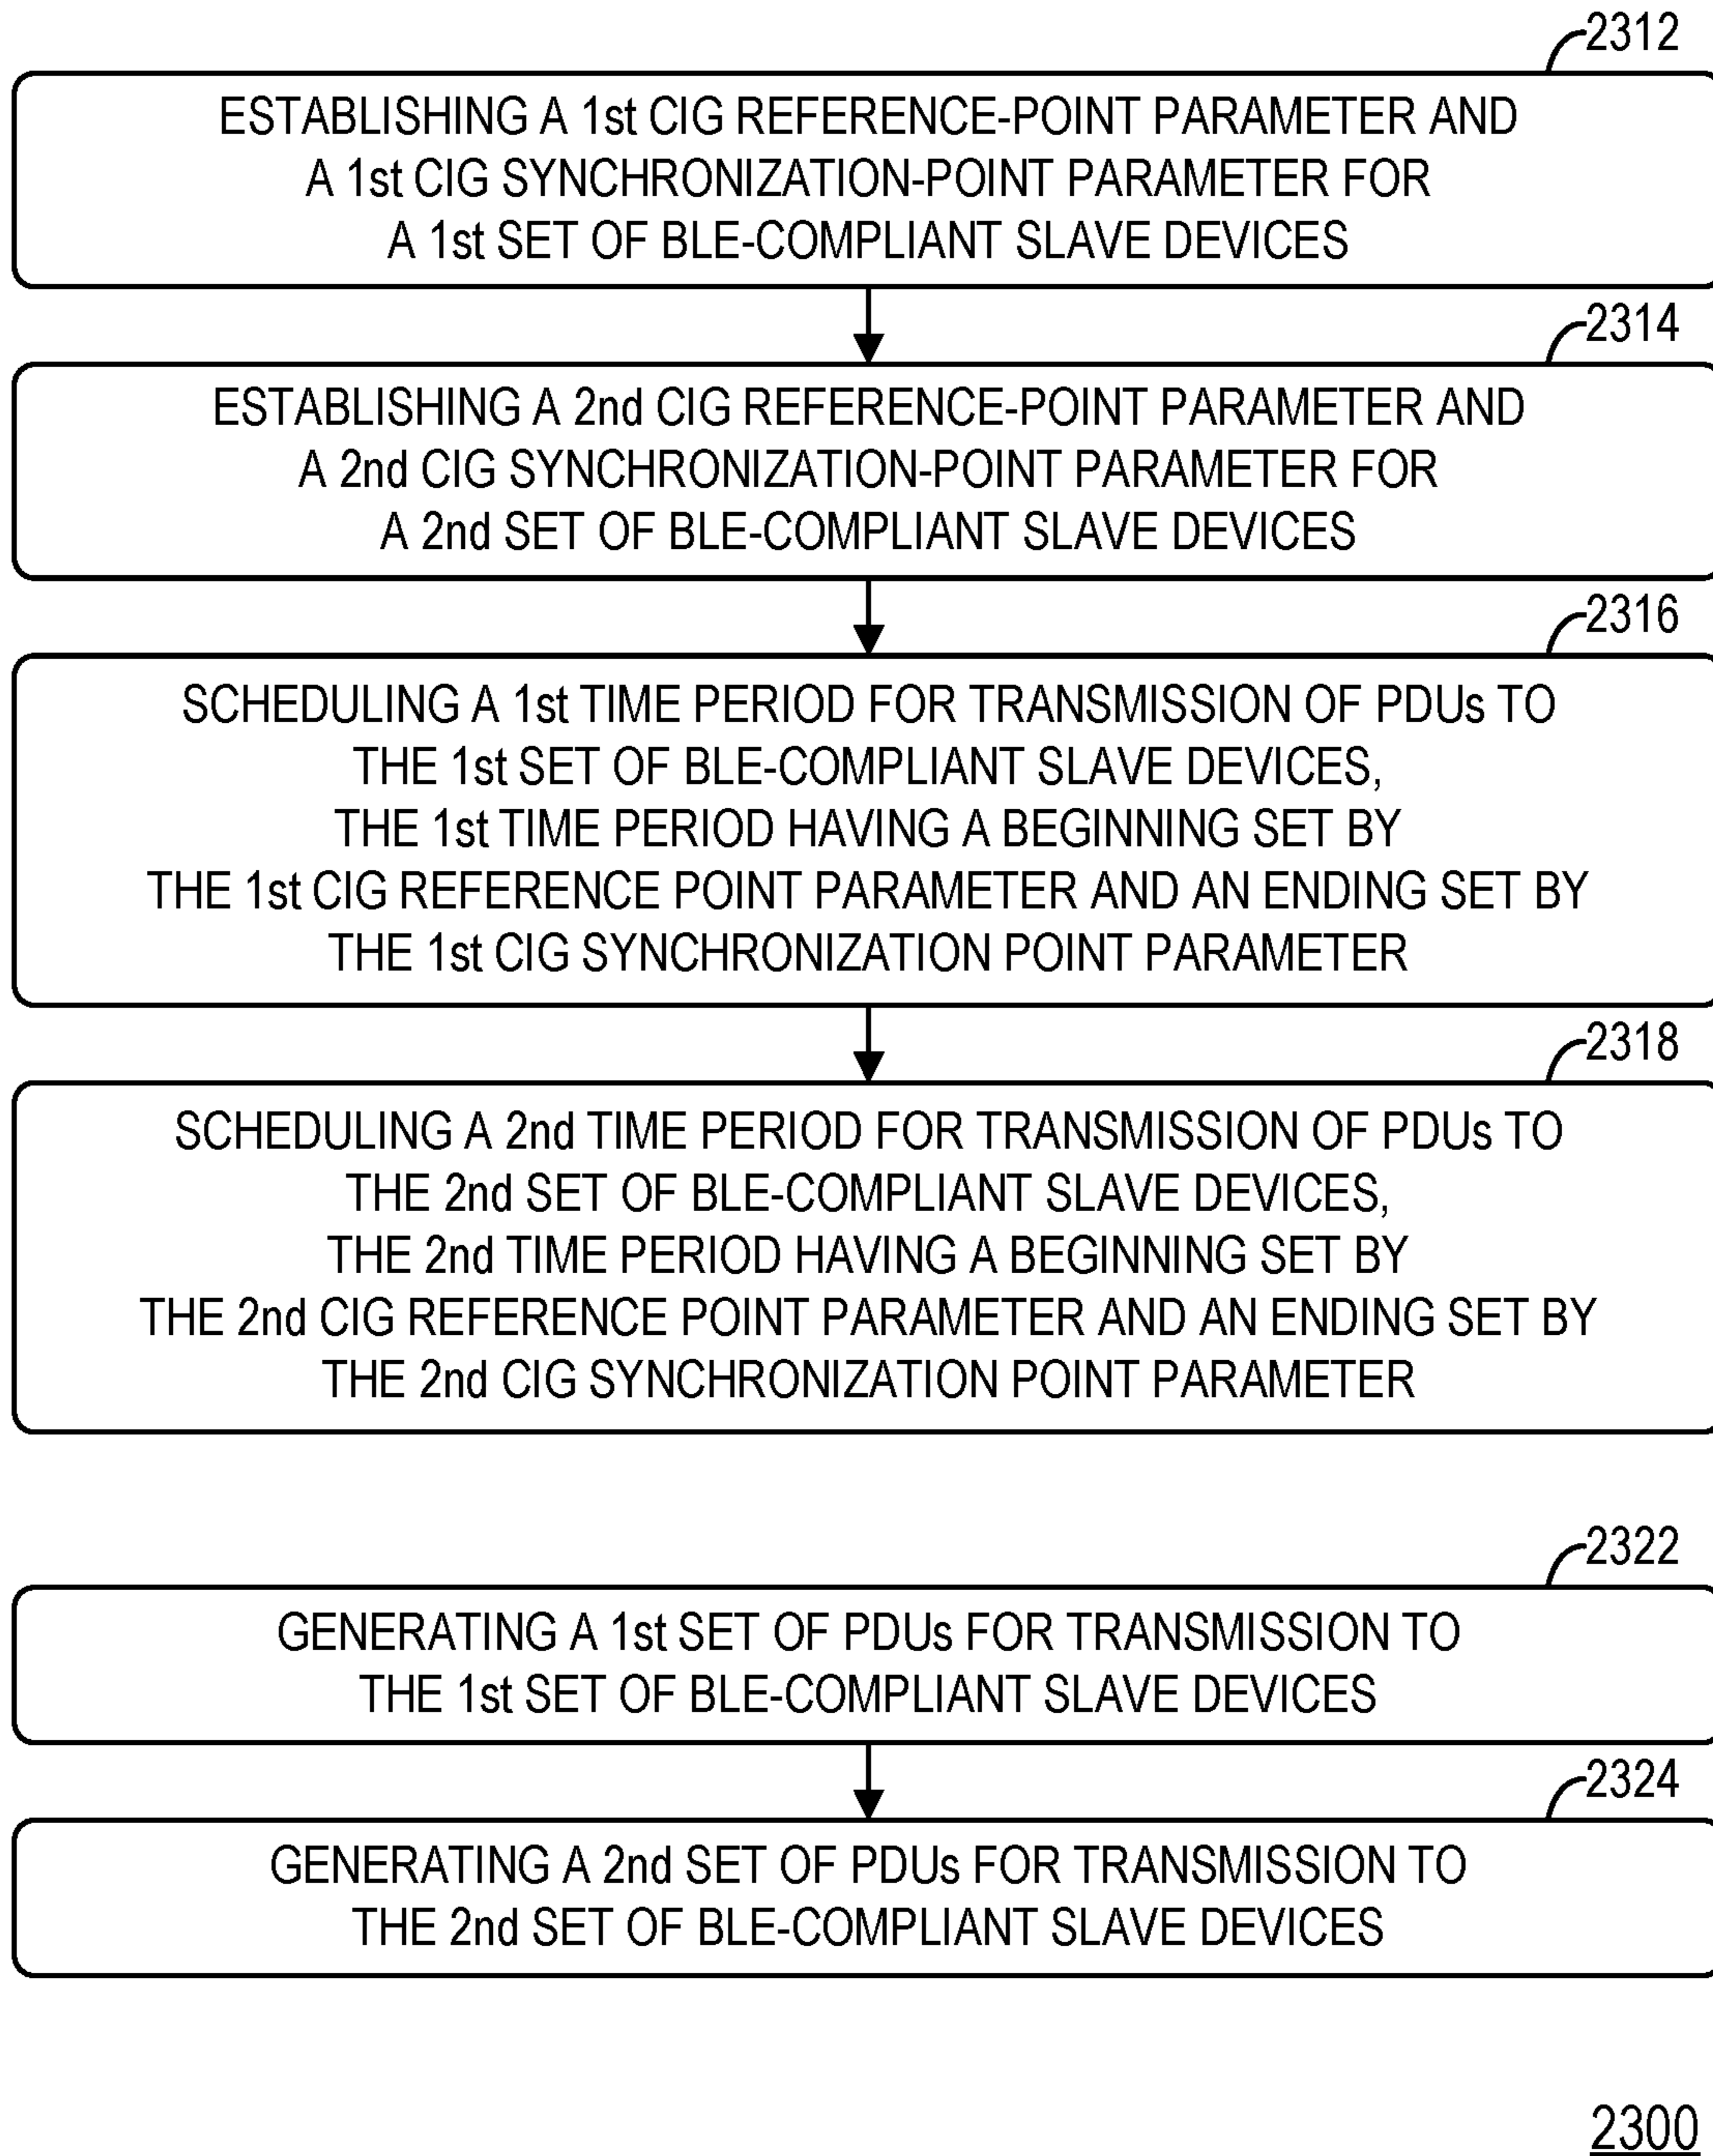 2312
ESTABLISHING A 1st CIG REFERENCE-POINT PARAMETER AND
A 1st CIG SYNCHRONIZATION-POINT PARAMETER FOR
A 1st SET OF BLE-COMPLIANT SLAVE DEVICES
2314
ESTABLISHING A 2nd CIG REFERENCE-POINT PARAMETER AND
A 2nd CIG SYNCHRONIZATION-POINT PARAMETER FOR
A 2nd SET OF BLE-COMPLIANT SLAVE DEVICES
2316
SCHEDULING A 1st TIME PERIOD FOR TRANSMISSION OF PDUs TO
THE 1st SET OF BLE-COMPLIANT SLAVE DEVICES,
THE 1st TIME PERIOD HAVING A BEGINNING SET BY
THE 1st CIG REFERENCE POINT PARAMETER AND AN ENDING SET BY
THE 1st CIG SYNCHRONIZATION POINT PARAMETER
2318
SCHEDULING A 2nd TIME PERIOD FOR TRANSMISSION OF PDUs TO
THE 2nd SET OF BLE-COMPLIANT SLAVE DEVICES,
THE 2nd TIME PERIOD HAVING A BEGINNING SET BY
THE 2nd CIG REFERENCE POINT PARAMETER AND AN ENDING SET BY
THE 2nd CIG SYNCHRONIZATION POINT PARAMETER
2322
GENERATING A 1st SET OF PDUs FOR TRANSMISSION TO
THE 1st SET OF BLE-COMPLIANT SLAVE DEVICES
2324
GENERATING A 2nd SET OF PDUs FOR TRANSMISSION TO
THE 2nd SET OF BLE-COMPLIANT SLAVE DEVICES
2300